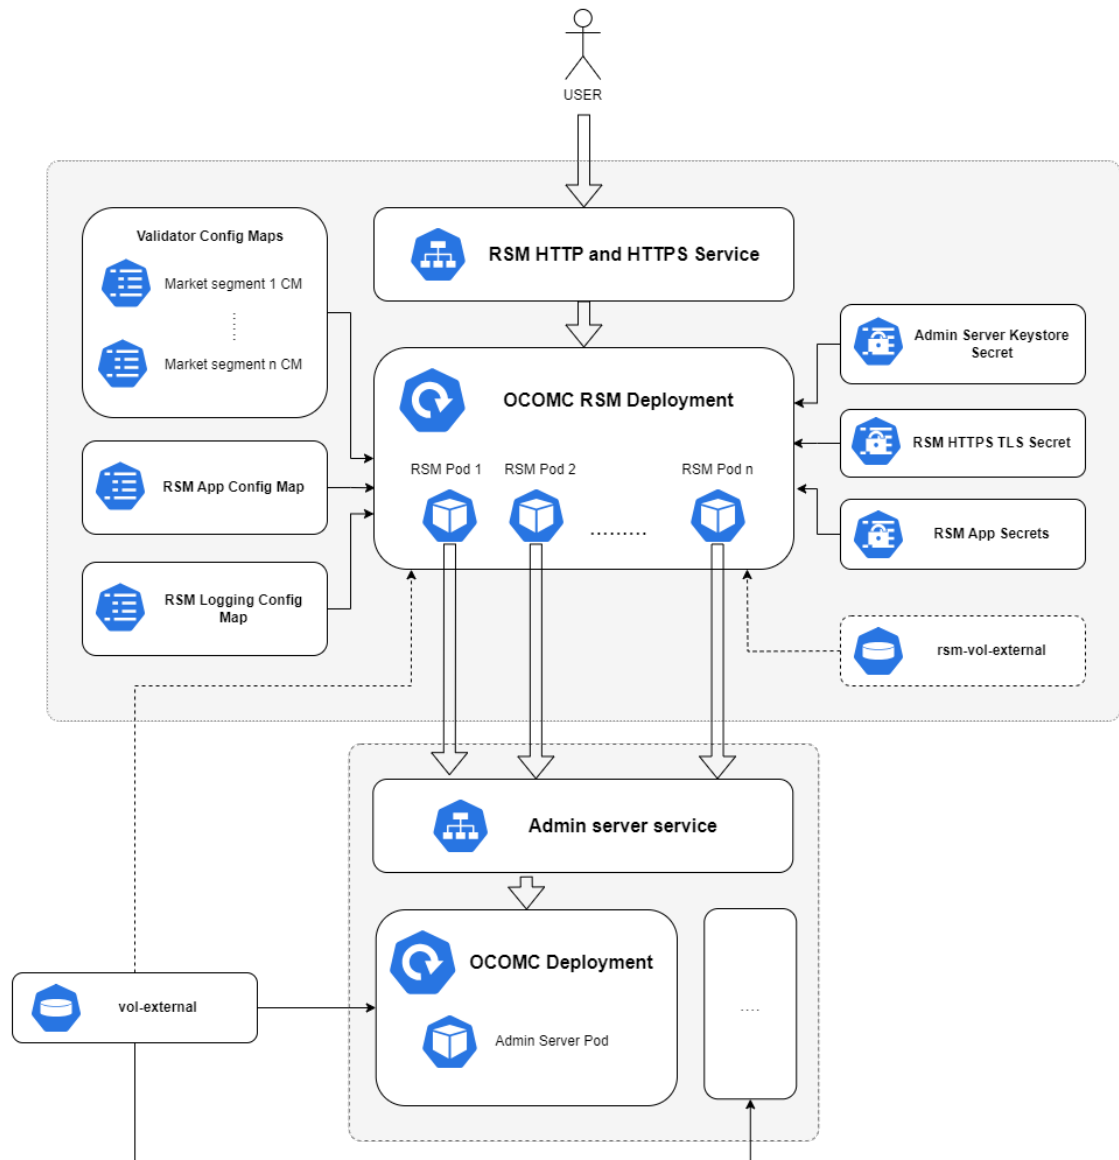 USER
Validator Config Maps
Market segment 1 CM
Market segment n CM
RSM HTTP and HTTPS Service
Admin Server Keystore
Secret
OCOMC RSM Deployment
RSM HTTPS TLS Secret
RSM Pod 1
RSM Pod 2
RSM Pod n
.........
RSM App Config Map
RSM App Secrets
RSM Logging Config
Map
rsm-vol-external
Admin server service
OCOMC Deployment
vol-external
....
Admin Server Pod